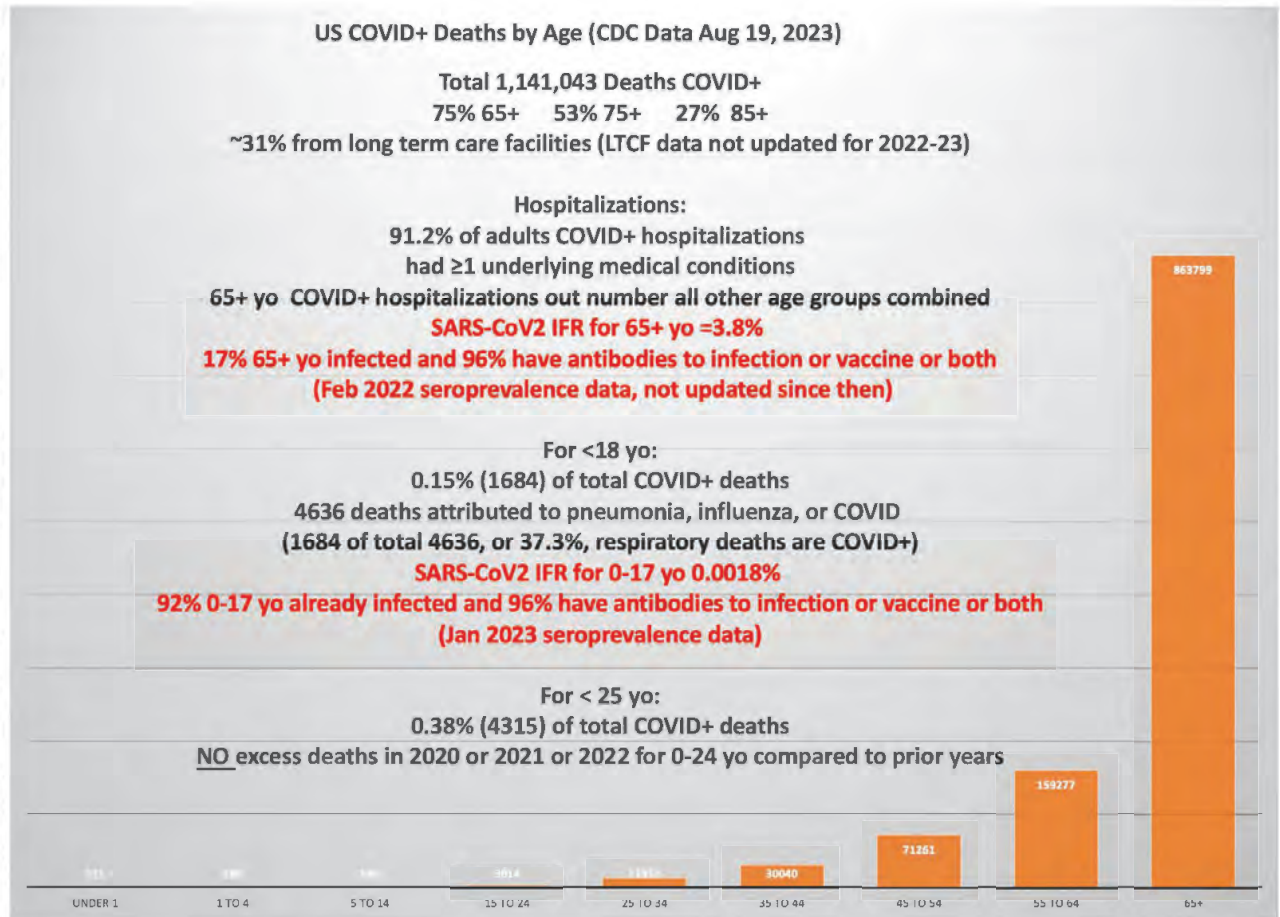 US COVID+ Deaths by Age (CDC Data Aug 19, 2023)
Total 1,141,043 Deaths COVID+
75% 65+ 53% 75+ 27% 85+
~31% from long term care facilities (LTCF data not updated for 2022-23)
Hospitalizations:
91.2% of adults COVID+ hospitalizations
had ≥1 underlying medical conditions
65+ yo COVID+ hospitalizations out number all other age groups combined
SARS-CoV2 IFR for 65+ yo =3.8%
17% 65+ yo infected and 96% have antibodies to infection or vaccine or both
(Feb 2022 seroprevalence data, not updated since then)
For <18 yo:
0.15% (1684) of total COVID+ deaths
4636 deaths attributed to pneumonia, influenza, or COVID
(1684 of total 4636, or 37.3%, respiratory deaths are COVID+)
SARS-CoV2 IFR for 0-17 yo 0.0018%
92% 0-17 yo already infected and 96% have antibodies to infection or vaccine or both
(Jan 2023 seroprevalence data)
For < 25 yo:
0.38% (4315) of total COVID+ deaths
NO excess deaths in 2020 or 2021 or 2022 for 0-24 yo compared to prior years
30040
71261
159277
863799
UNDER 1 1 TO 4 5 TO 14 15 TO 24 25 TO 34 35 TO 44 45 TO 54 55 TO 64 65+